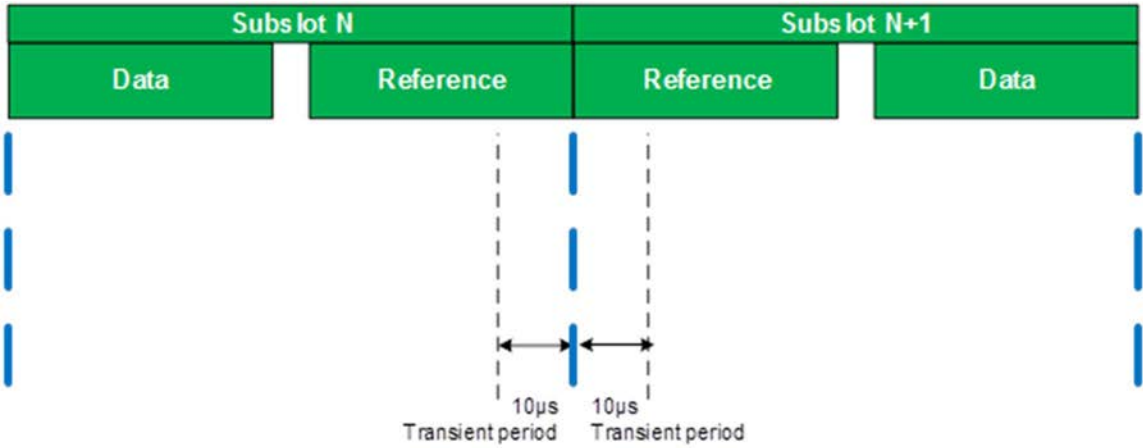 Subslot N Subslot N+1
Data Reference Reference Data
10µs 10µs
Transient period Transient period